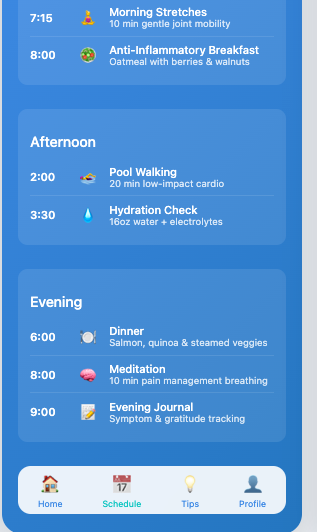 7:15
Morning Stretches
10 min gentle joint mobility
8:00
Anti-Inflammatory Breakfast
Oatmeal with berries & walnuts
Afternoon
2:00
Pool Walking
20 min low-impact cardio
3:30
Hydration Check
16oz water + electrolytes
Evening
6:00
Dinner
Salmon, quinoa & steamed veggies
8:00
Meditation
10 min pain management breathing
9:00
Evening Journal
Symptom & gratitude tracking
Home
Schedule
Tips
Profile